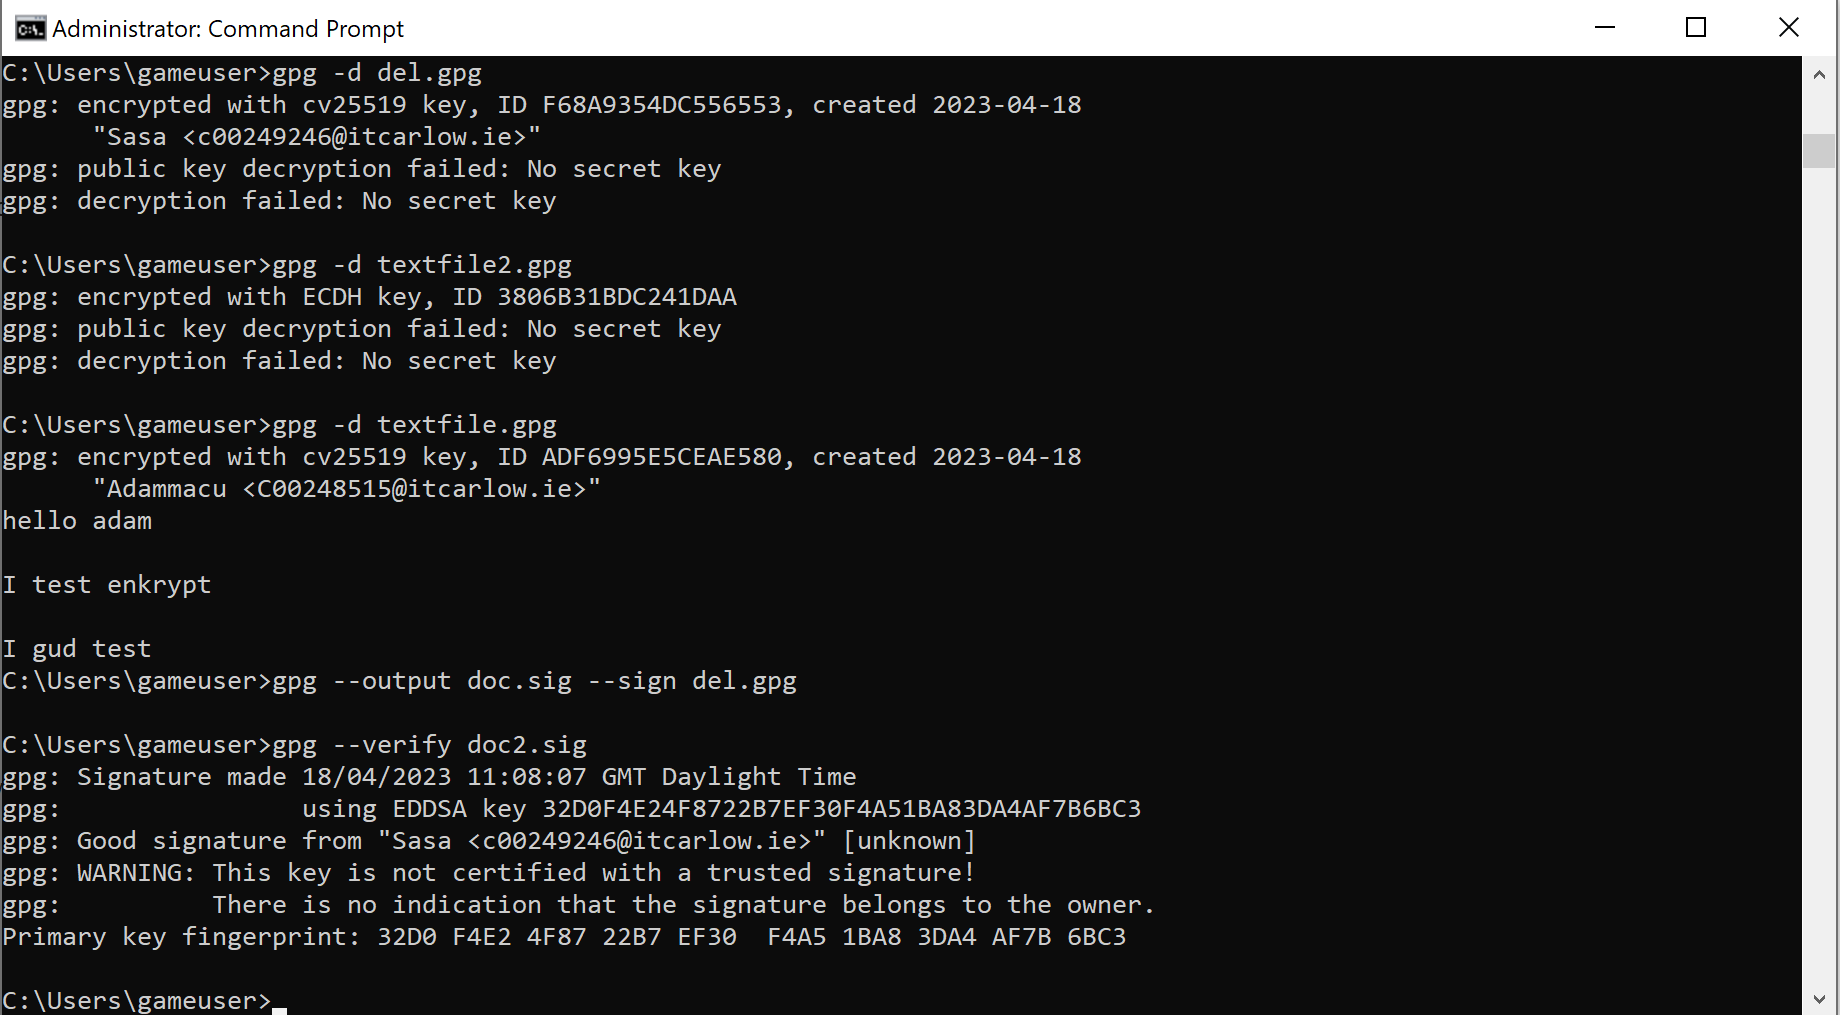 Administrator: Command Prompt
C:\Users\gameuser>gpg -d del.gpg
gpg: encrypted with cv25519 key, ID F68A9354DC556553, created 2023-04-18
      "Sasa <c00249246@itcarlow.ie>"
gpg: public key decryption failed: No secret key
gpg: decryption failed: No secret key
C:\Users\gameuser>gpg -d textfile2.gpg
gpg: encrypted with ECDH key, ID 3806B31BDC241DAA
gpg: public key decryption failed: No secret key
gpg: decryption failed: No secret key
C:\Users\gameuser>gpg -d textfile.gpg
gpg: encrypted with cv25519 key, ID ADF6995E5CEAE580, created 2023-04-18
      "Adammacu <C00248515@itcarlow.ie>"
hello adam
I test enkrypt
I gud test
C:\Users\gameuser>gpg --output doc.sig --sign del.gpg
C:\Users\gameuser>gpg --verify doc2.sig
gpg: Signature made 18/04/2023 11:08:07 GMT Daylight Time
gpg:                using EDDSA key 32D0F4E24F8722B7EF30F4A51BA83DA4AF7B6BC3
gpg: Good signature from "Sasa <c00249246@itcarlow.ie>" [unknown]
gpg: WARNING: This key is not certified with a trusted signature!
gpg:          There is no indication that the signature belongs to the owner.
Primary key fingerprint: 32D0 F4E2 4F87 22B7 EF30  F4A5 1BA8 3DA4 AF7B 6BC3
C:\Users\gameuser>